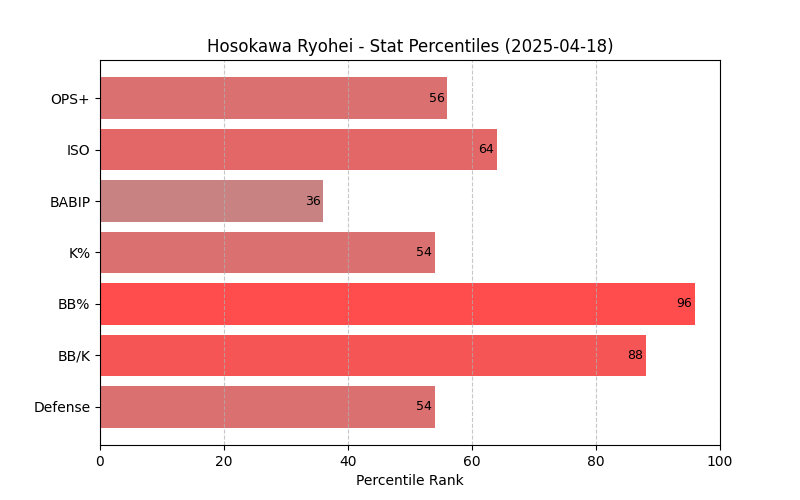 Hosokawa Ryohei - Stat Percentiles (2025-04-18)
OPS+ 56
ISO 64
BABIP 36
K% 54
BB% 96
BB/K 88
Defense 54
0 20 40 60 80 100
Percentile Rank